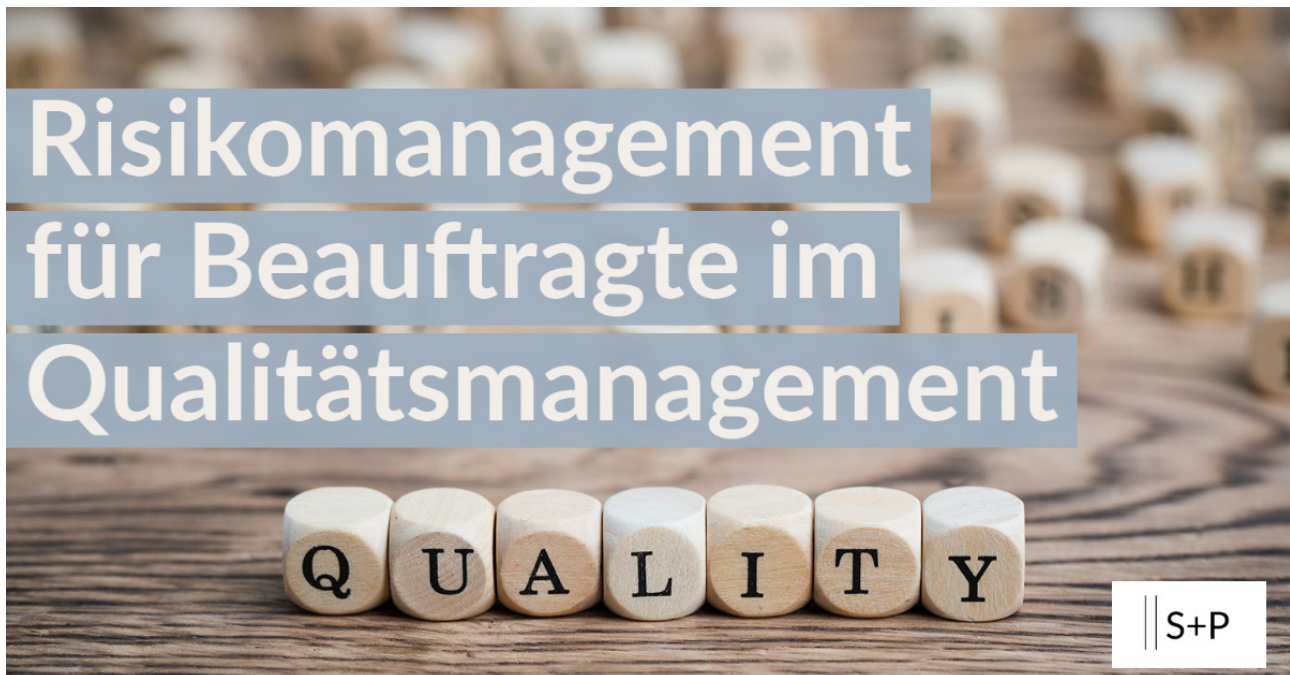 Risikomanagement
für Beauftragte im
Qualitätsmanagement
QUALITY
S+P